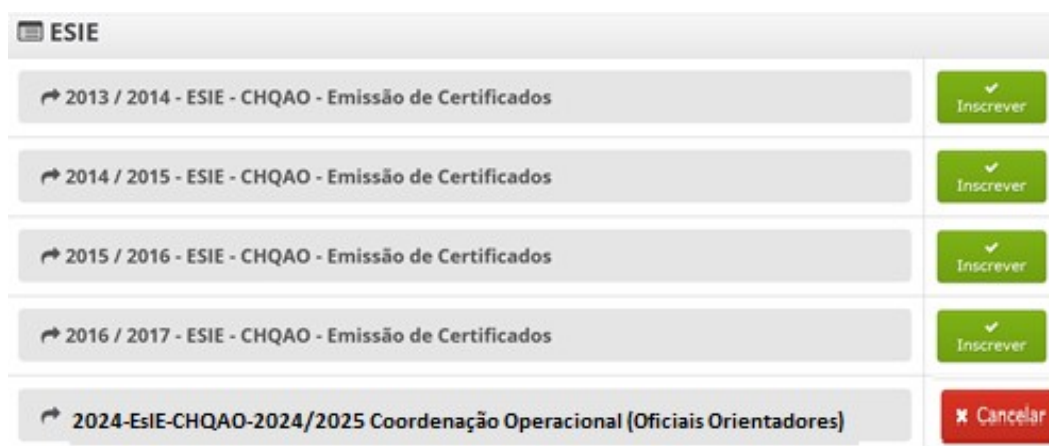 ESIE
2013 / 2014 - ESIE - CHQAO - Emissão de Certificados
Inscrever
2014 / 2015 - ESIE - CHQAO - Emissão de Certificados
Inscrever
2015 / 2016 - ESIE - CHQAO - Emissão de Certificados
Inscrever
2016 / 2017 - ESIE - CHQAO - Emissão de Certificados
Inscrever
2024-EsIE-CHQAO-2024/2025 Coordenação Operacional (Oficiais Orientadores)
Cancelar